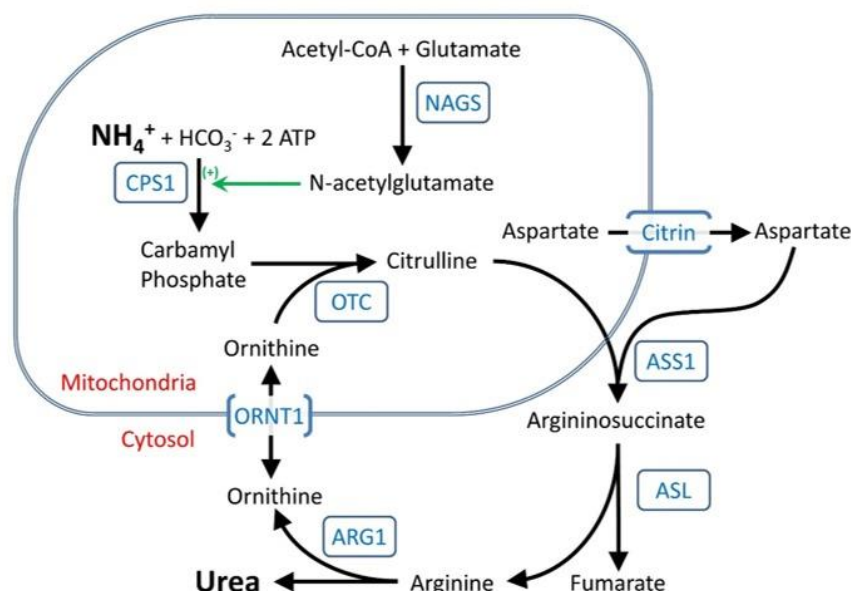 Acetyl-CoA + Glutamate
NAGS
NH₄⁺ + HCO₃⁻ + 2 ATP
CPS1
(+)
N-acetylglutamate
Aspartate
Citrin
Aspartate
Carbamyl
Phosphate
Citrulline
OTC
Ornithine
ASS1
Mitochondria
ORNT1
Cytosol
Argininosuccinate
Ornithine
ASL
ARG1
Urea
Arginine
Fumarate